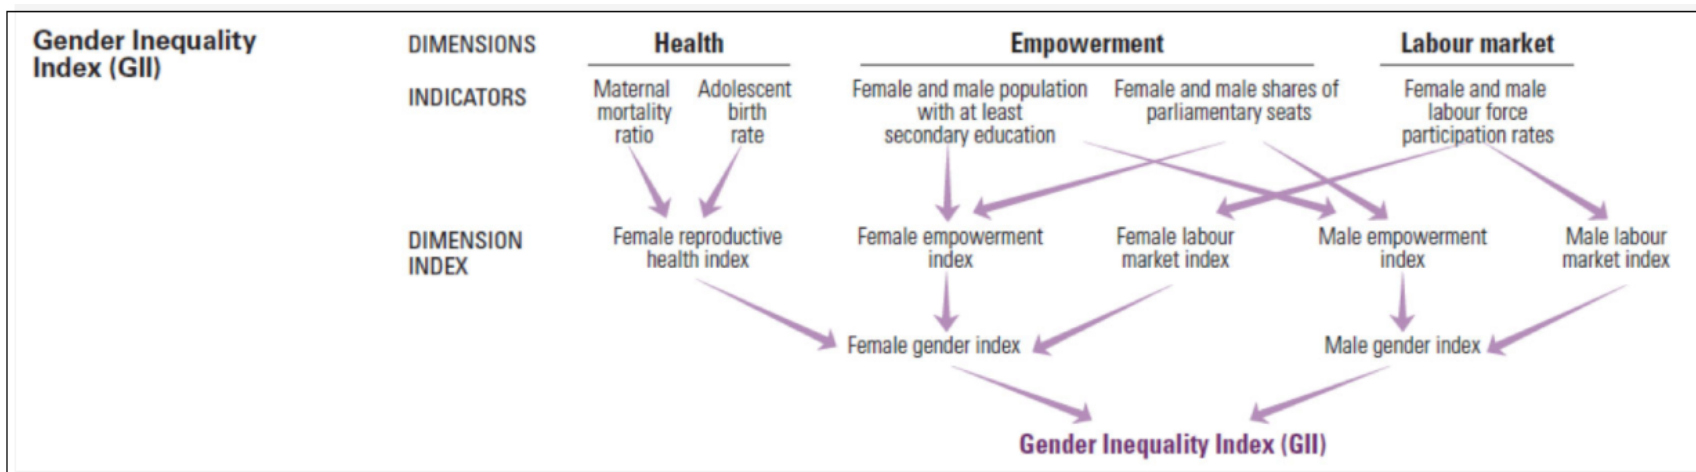 Gender Inequality
Index (GII)
DIMENSIONS
Health
Empowerment
Labour market
INDICATORS
Maternal
mortality
ratio
Adolescent
birth
rate
Female and male population
with at least
secondary education
Female and male shares of
parliamentary seats
Female and male
labour force
participation rates
DIMENSION
INDEX
Female reproductive
health index
Female empowerment
index
Female labour
market index
Male empowerment
index
Male labour
market index
Female gender index
Male gender index
Gender Inequality Index (GII)